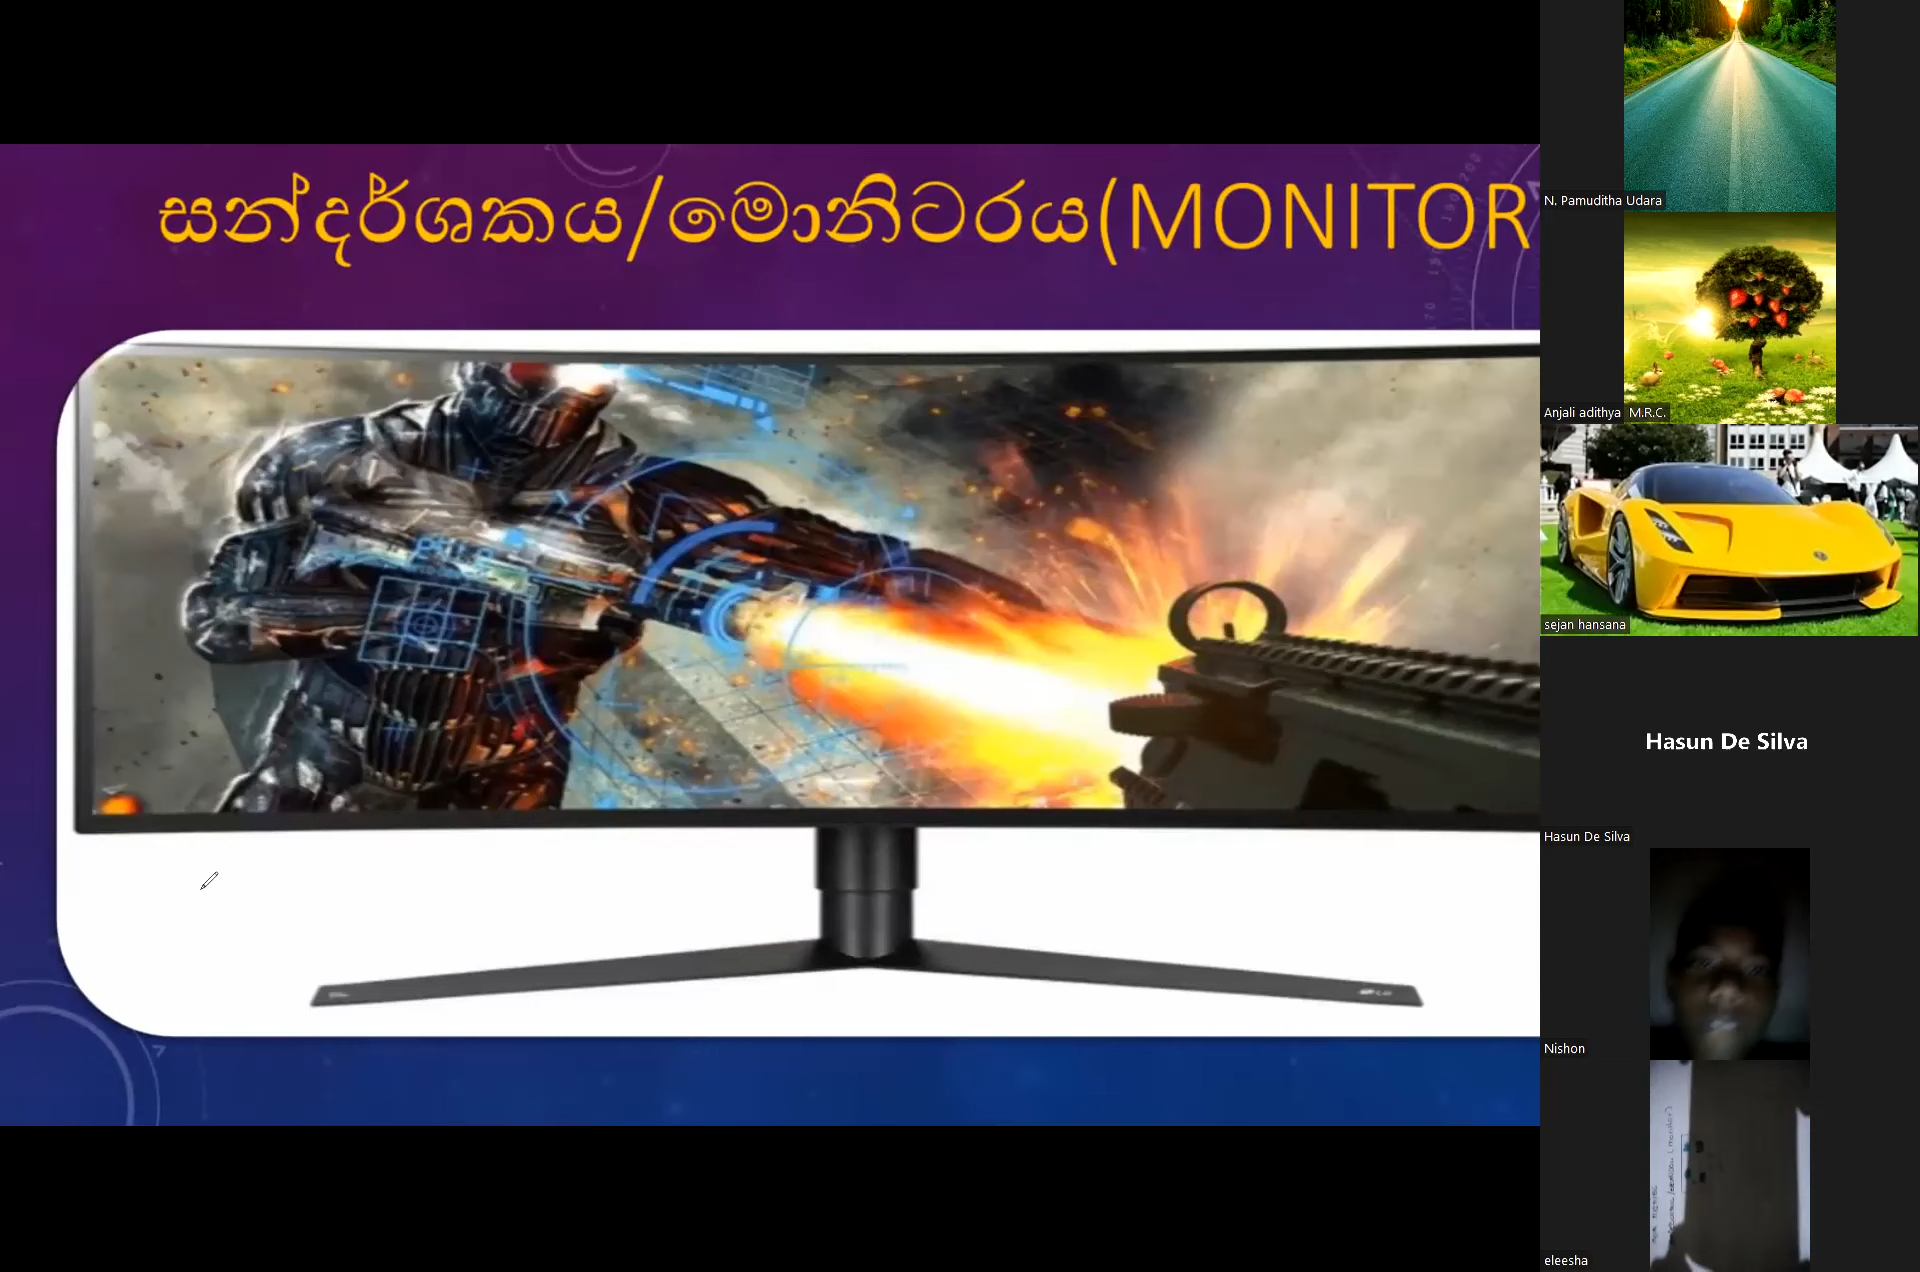 සන්දර්ශකය/මොනිටරය(MONITOR
N. Pamuditha Udara
Anjali adithya M.R.C.
sejan hansana
Hasun De Silva
Hasun De Silva
Nishon
eleesha